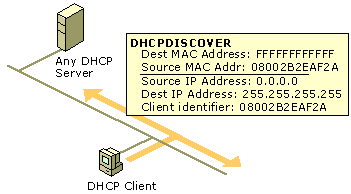 DHCPDISCOVER
Dest MAC Address: FFFFFFFFFFFF
Source MAC Addr: 08002B2EAF2A
Source IP Address: 0.0.0.0
Dest IP Address: 255.255.255.255
Client identifier: 08002B2EAF2A
Any DHCP
Server
DHCP Client